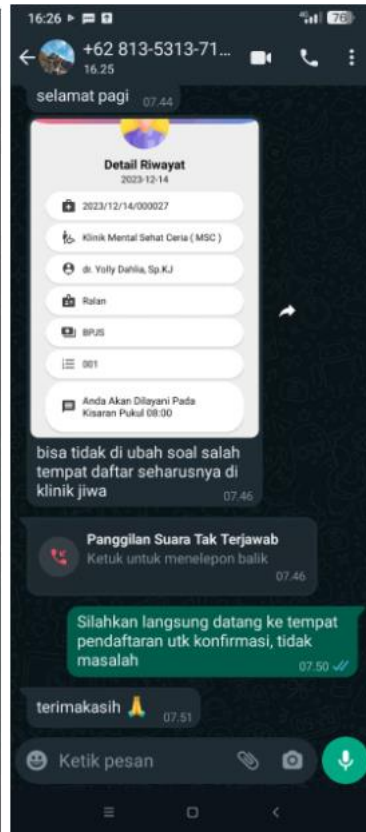 16:26
76
+62 813-5313-71...
16.25
selamat pagi
07.44
Detail Riwayat
2023-12-14
2023/12/14/000027
Klinik Mental Sehat Ceria ( MSC )
dr. Yolly Dahlia, Sp.KJ
Ralan
BPJS
001
Anda Akan Dilayani Pada
Kisaran Pukul 08:00
bisa tidak di ubah soal salah
tempat daftar seharusnya di
klinik jiwa
07.46
Panggilan Suara Tak Terjawab
Ketuk untuk menelepon balik
07.46
Silahkan langsung datang ke tempat
pendaftaran utk konfirmasi, tidak
masalah
07.50
terimakasih 🙏
07.51
Ketik pesan